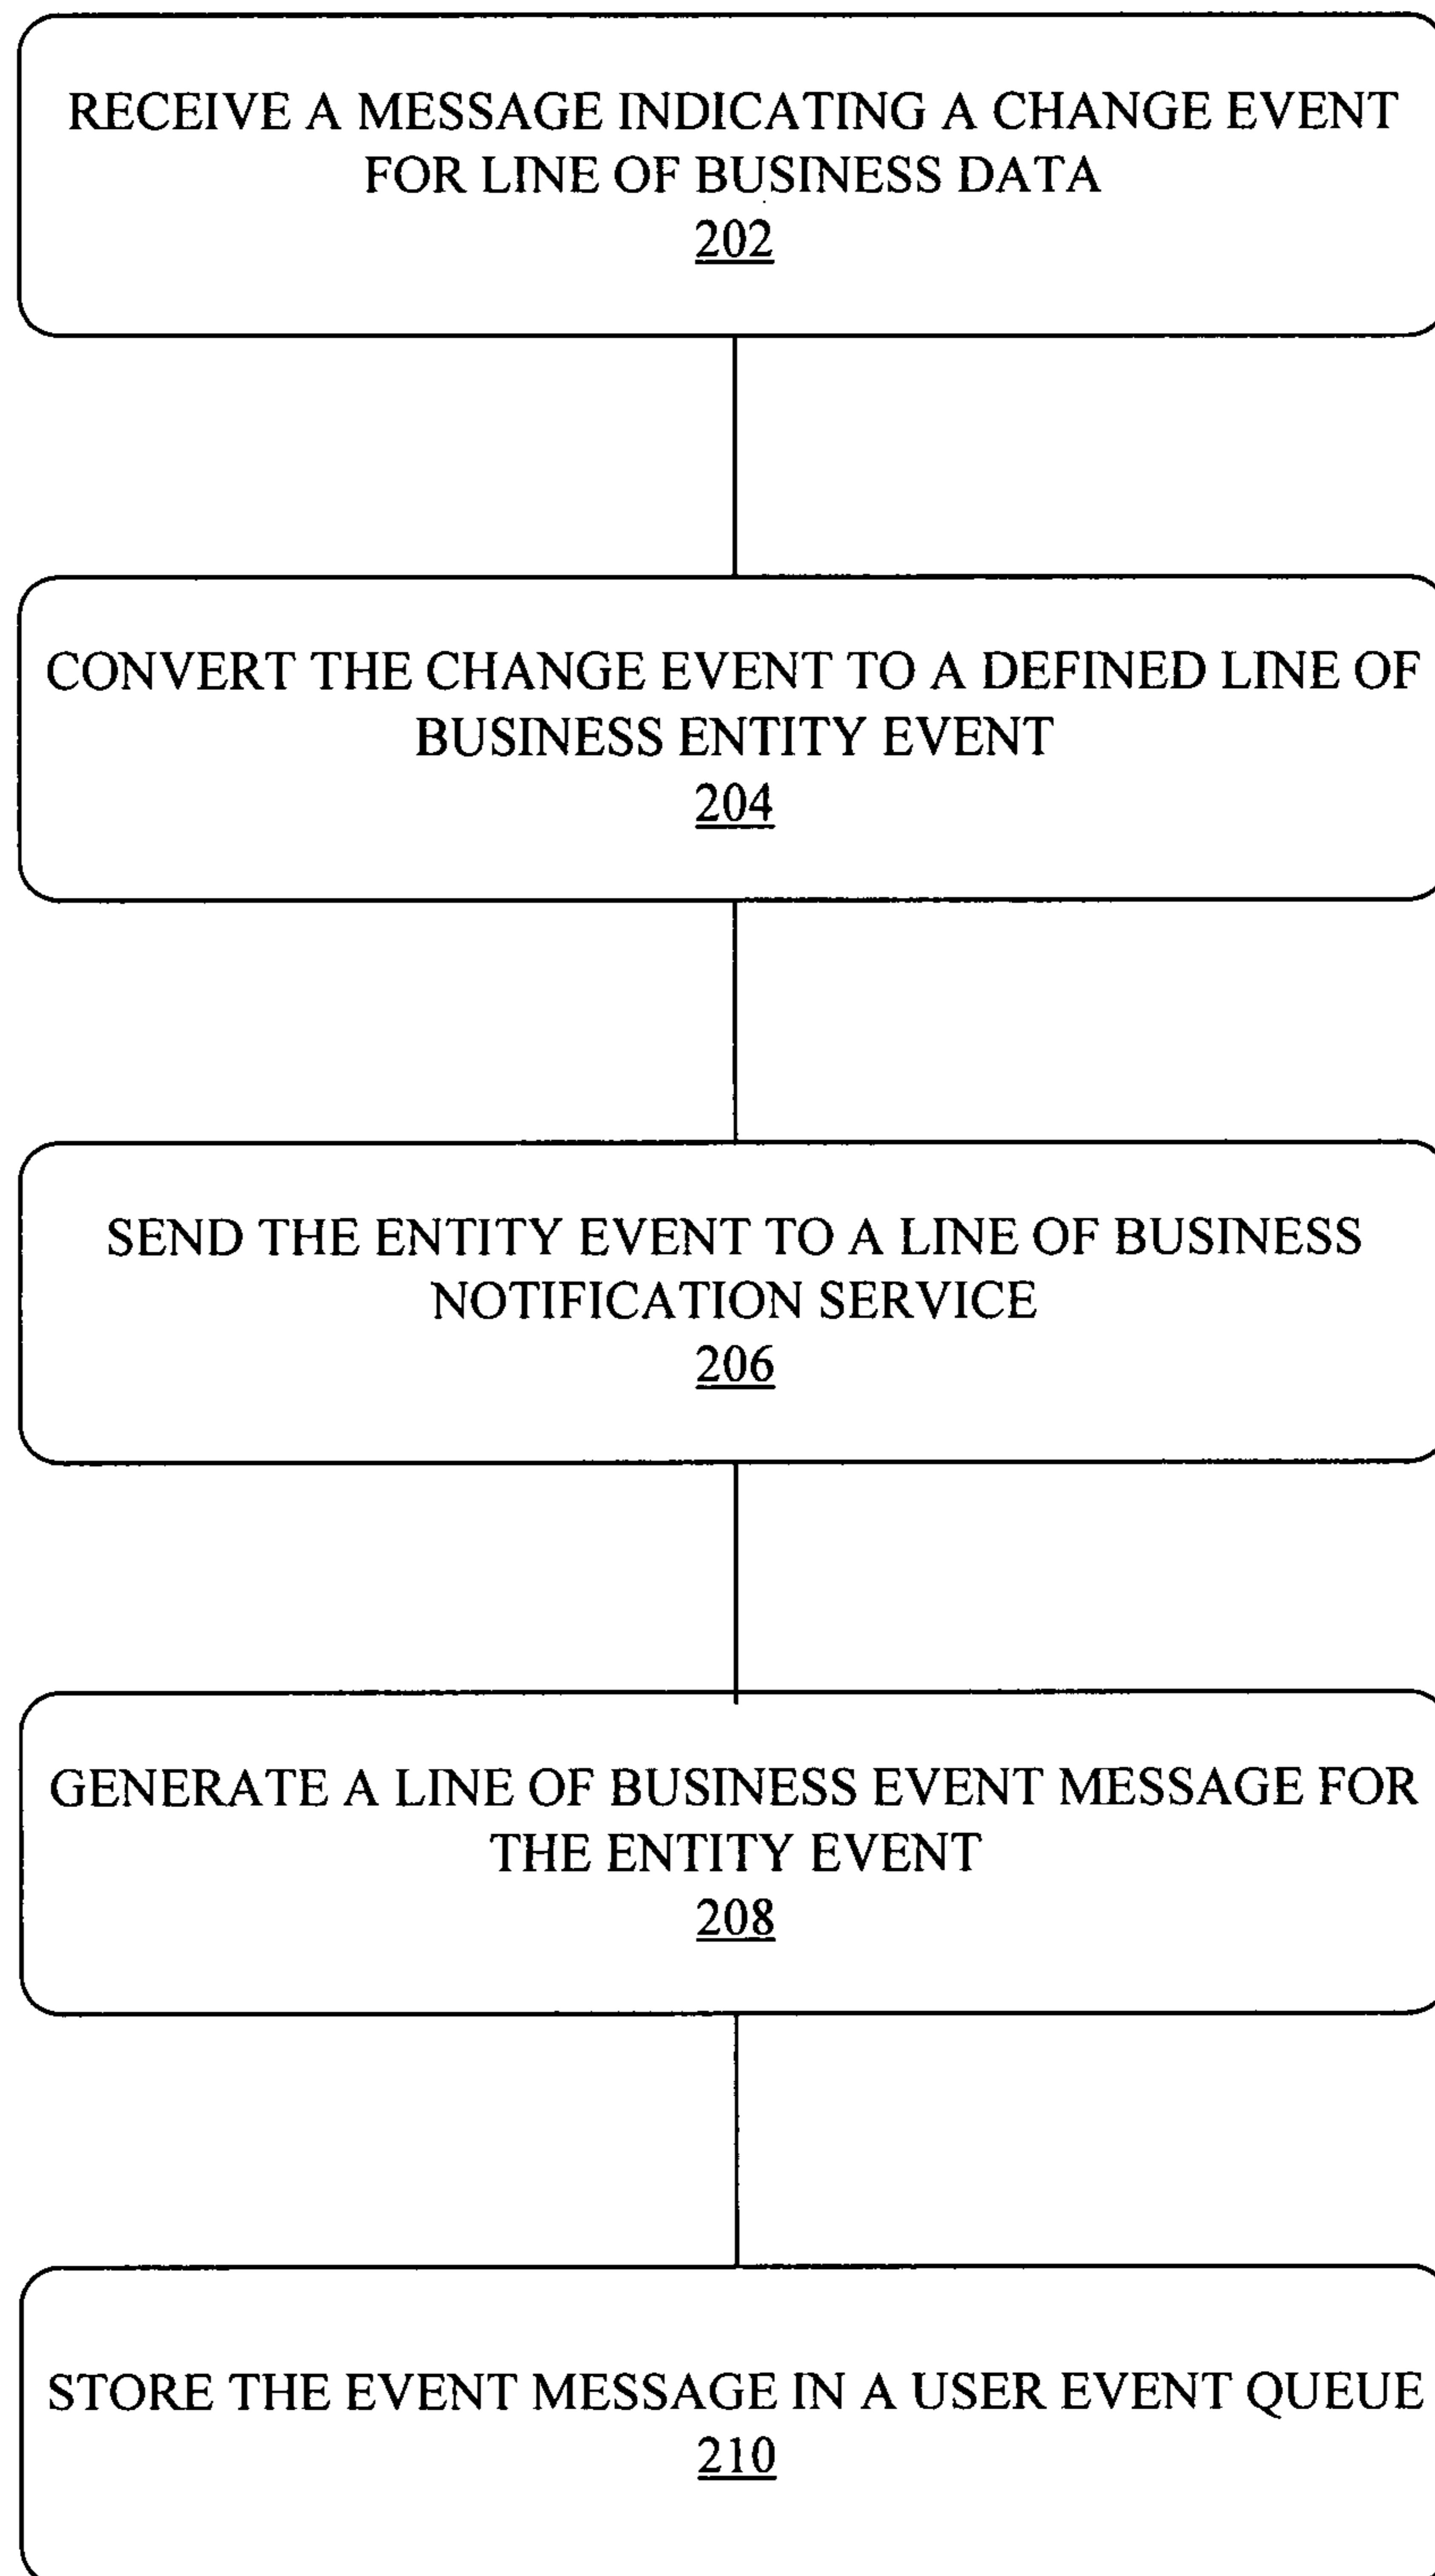 RECEIVE A MESSAGE INDICATING A CHANGE EVENT
FOR LINE OF BUSINESS DATA
202
CONVERT THE CHANGE EVENT TO A DEFINED LINE OF
BUSINESS ENTITY EVENT
204
SEND THE ENTITY EVENT TO A LINE OF BUSINESS
NOTIFICATION SERVICE
206
GENERATE A LINE OF BUSINESS EVENT MESSAGE FOR
THE ENTITY EVENT
208
STORE THE EVENT MESSAGE IN A USER EVENT QUEUE
210